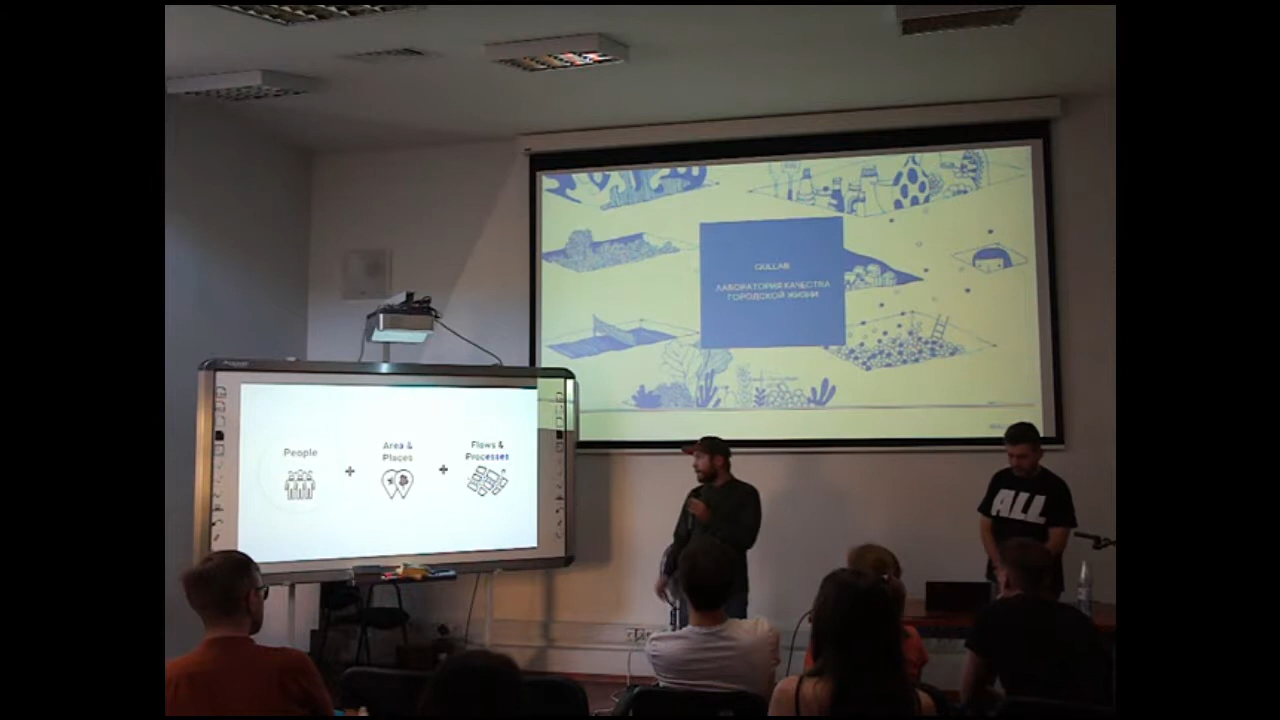 QULLAB
ЛАБОРАТОРИЯ КАЧЕСТВА
ГОРОДСКОЙ ЖИЗНИ
People
+
Area &
Places
+
Flows &
Processes
ALL